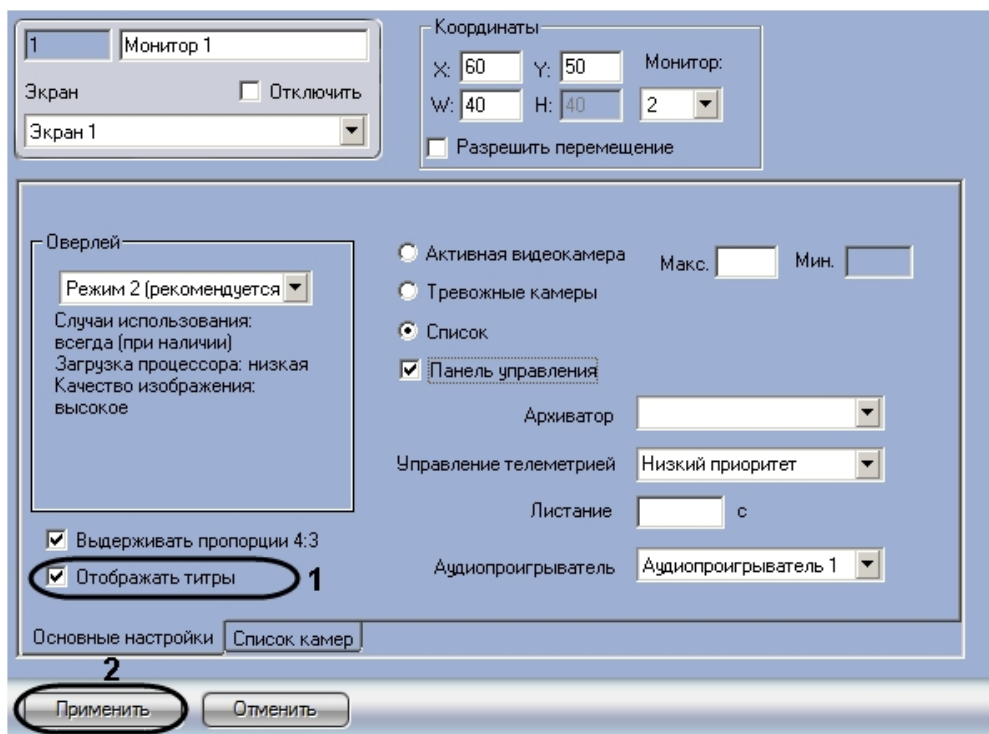 1 Монитор 1
Экран Отключить
Экран 1
Координаты
X: 60 Y: 50 Монитор:
W: 40 H: 40 2
Разрешить перемещение
Оверлей
Режим 2 (рекомендуется
Случаи использования:
всегда (при наличии)
Загрузка процессора: низкая
Качество изображения:
высокое
Выдерживать пропорции 4:3
Отображать титры 1
Активная видеокамера Макс. Мин.
Тревожные камеры
Список
Панель управления
Архиватор
Управление телеметрией Низкий приоритет
Листание с
Аудиопроигрыватель Аудиопроигрыватель 1
Основные настройки Список камер
2
Применить Отменить